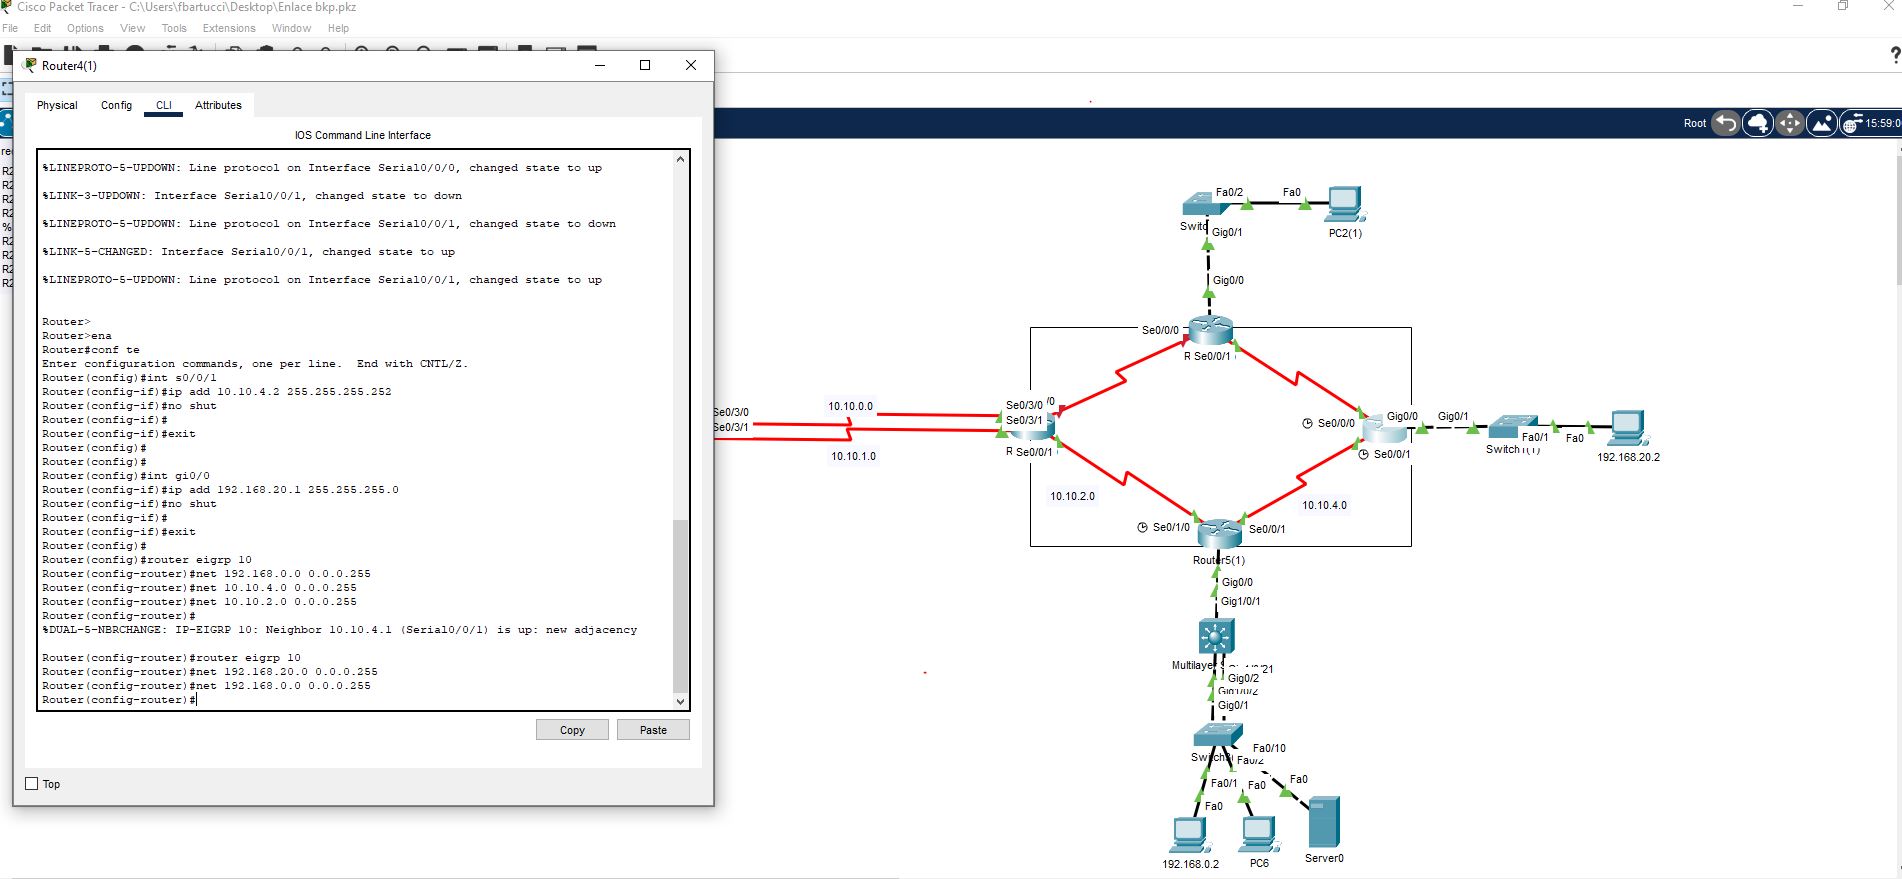 Cisco Packet Tracer - C:\Users\fbartucci\Desktop\Enlace bkp.pkz
File Edit Options View Tools Extensions Window Help
Router4(1)
Physical Config CLI Attributes
IOS Command Line Interface
%LINEPROTO-5-UPDOWN: Line protocol on Interface Serial0/0/0, changed state to up
%LINK-3-UPDOWN: Interface Serial0/0/1, changed state to down
%LINEPROTO-5-UPDOWN: Line protocol on Interface Serial0/0/1, changed state to down
%LINK-5-CHANGED: Interface Serial0/0/1, changed state to up
%LINEPROTO-5-UPDOWN: Line protocol on Interface Serial0/0/1, changed state to up
Router>
Router>ena
Router#conf te
Enter configuration commands, one per line.  End with CNTL/Z.
Router(config)#int s0/0/1
Router(config-if)#ip add 10.10.4.2 255.255.255.252
Router(config-if)#no shut
Router(config-if)#
Router(config-if)#exit
Router(config)#
Router(config)#
Router(config)#int gi0/0
Router(config-if)#ip add 192.168.20.1 255.255.255.0
Router(config-if)#no shut
Router(config-if)#
Router(config-if)#exit
Router(config)#
Router(config)#router eigrp 10
Router(config-router)#net 192.168.0.0 0.0.0.255
Router(config-router)#net 10.10.4.0 0.0.0.255
Router(config-router)#net 10.10.2.0 0.0.0.255
Router(config-router)#
%DUAL-5-NBRCHANGE: IP-EIGRP 10: Neighbor 10.10.4.1 (Serial0/0/1) is up: new adjacency
Router(config-router)#router eigrp 10
Router(config-router)#net 192.168.20.0 0.0.0.255
Router(config-router)#net 192.168.0.0 0.0.0.255
Router(config-router)#
Copy Paste
Top
Root 15:59:0
Fa0/2 Fa0
Switc
Gig0/1
PC2(1)
Gig0/0
Se0/0/0
R Se0/0/1
Se0/3/0
Se0/3/1
10.10.0.0
10.10.1.0
Se0/3/0 /0
Se0/3/1
R Se0/0/1
Se0/0/0
Gig0/0 Gig0/1
Se0/0/1
Switch1(1)
Fa0/1 Fa0
192.168.20.2
10.10.2.0
10.10.4.0
Se0/1/0
Se0/0/1
Router5(1)
Gig0/0
Gig1/0/1
Multilayer
Gig0/2
Gig1/0/2
Gig0/1
Fa0/10
Fa0/2
Fa0/1 Fa0 Fa0
Fa0
192.168.0.2
PC6
Server0